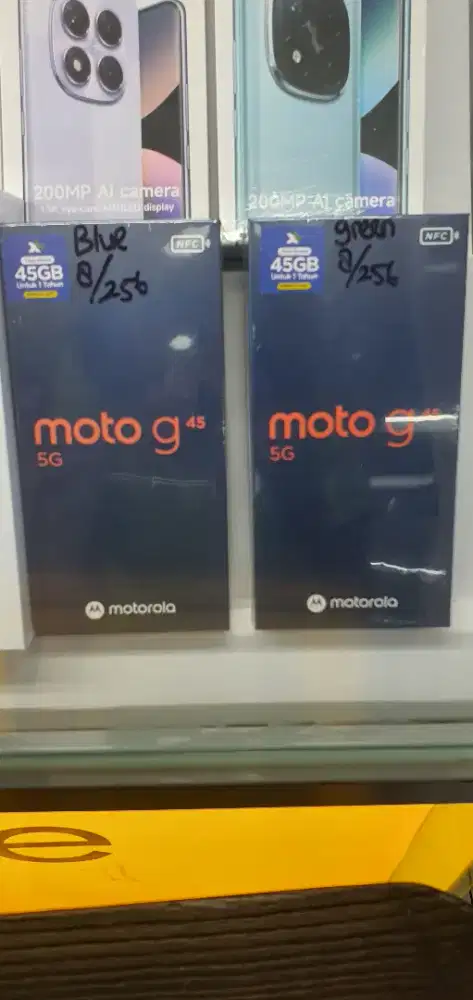 200MP AI camera
200MP AI camera
Blue
8/256
NFC
45GB
Untuk 1 Tahun
moto g 45
5G
motorola
green
8/256
NFC
45GB
Untuk 1 Tahun
moto g 45
5G
motorola
e